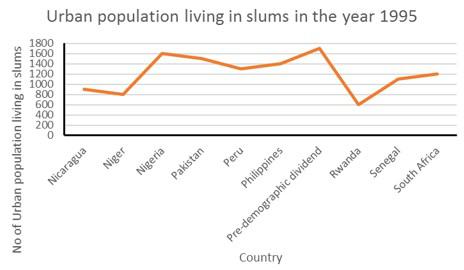 Urban population living in slums in the year 1995
No of Urban population living in slums
1800
1600
1400
1200
1000
800
600
400
200
0
Nicaragua
Niger
Nigeria
Pakistan
Peru
Philippines
Pre-demographic dividend
Rwanda
Senegal
South Africa
Country